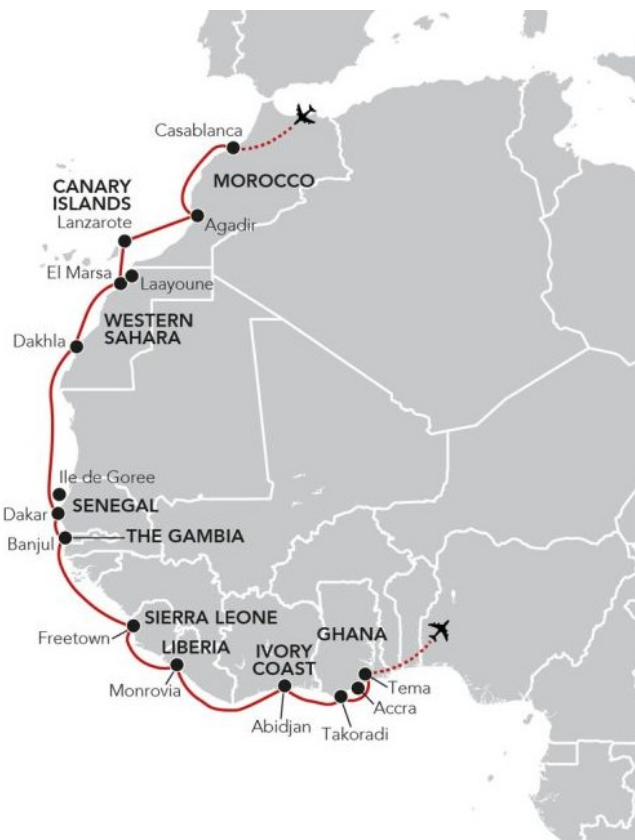 Casablanca
MOROCCO
CANARY
ISLANDS
Lanzarote
Agadir
El Marsa
Laayoune
WESTERN
SAHARA
Dakhla
Ile de Goree
SENEGAL
Dakar
Banjul
THE GAMBIA
SIERRA LEONE
Freetown
LIBERIA
GHANA
IVORY
COAST
Monrovia
Tema
Accra
Abidjan
Takoradi